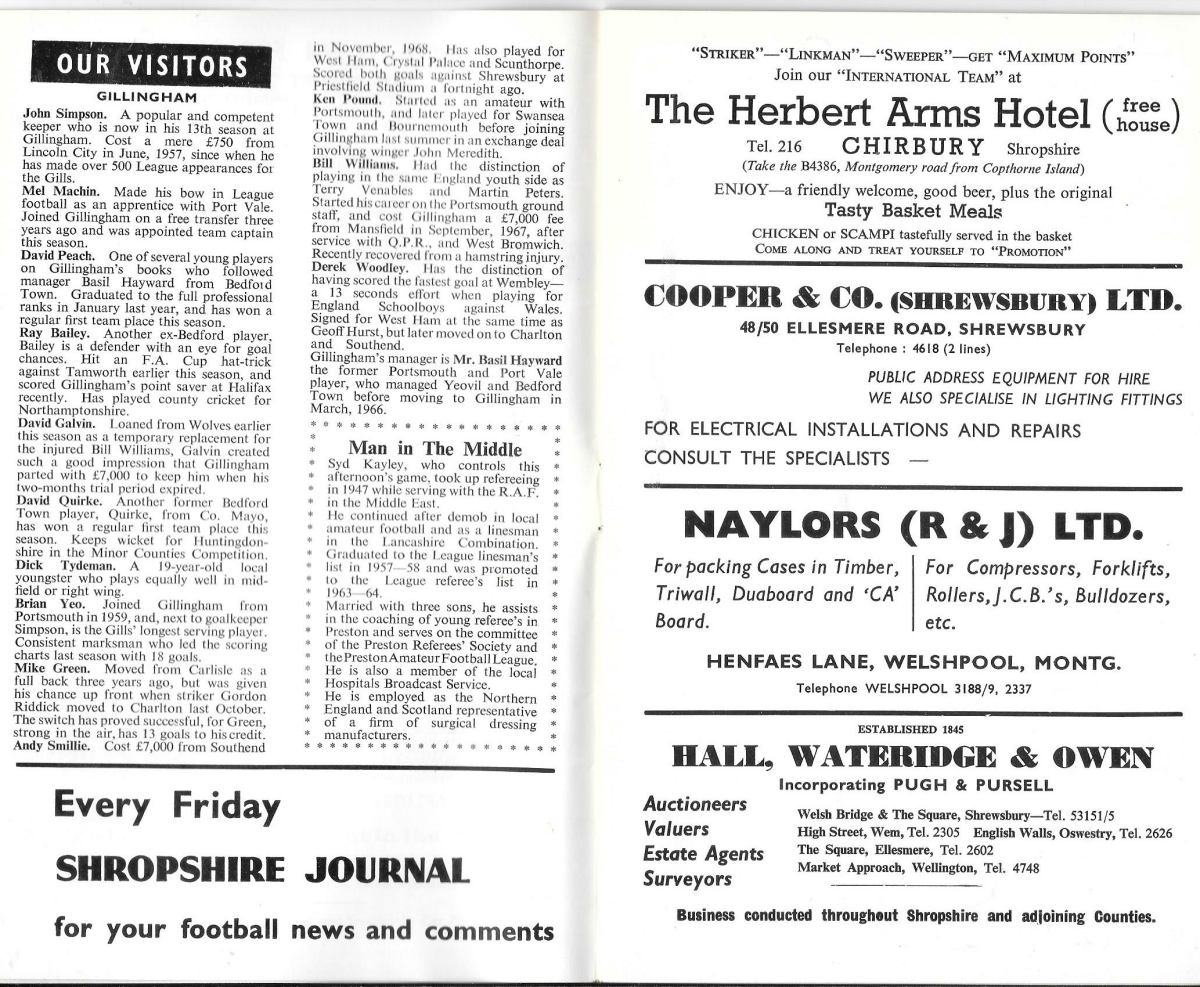 OUR VISITORS
GILLINGHAM
John Simpson. A popular and competent
keeper who is now in his 13th season at
Gillingham. Cost a mere £750 from
Lincoln City in June, 1957, since when he
has made over 500 League appearances for
the Gills.
Mel Machin. Made his bow in League
football as an apprentice with Port Vale.
Joined Gillingham on a free transfer three
years ago and was appointed team captain
this season.
David Peach. One of several young players
on Gillingham's books who followed
manager Basil Hayward from Bedford
Town. Graduated to the full professional
ranks in January last year, and has won a
regular first team place this season.
Ray Bailey. Another ex-Bedford player,
Bailey is a defender with an eye for goal
chances. Hit an F.A. Cup hat-trick
against Tamworth earlier this season, and
scored Gillingham's point saver at Halifax
recently. Has played county cricket for
Northamptonshire.
David Galvin. Loaned from Wolves earlier
this season as a temporary replacement for
the injured Bill Williams, Galvin created
such a good impression that Gillingham
parted with £7,000 to keep him when his
two-months trial period expired.
David Quirke. Another former Bedford
Town player, Quirke, from Co. Mayo,
has won a regular first team place this
season. Keeps wicket for Huntingdon-
shire in the Minor Counties Competition.
Dick Tydeman. A 19-year-old local
youngster who plays equally well in mid-
field or right wing.
Brian Yeo. Joined Gillingham from
Portsmouth in 1959, and, next to goalkeeper
Simpson, is the Gills' longest serving player.
Consistent marksman who led the scoring
charts last season with 18 goals.
Mike Green. Moved from Carlisle as a
full back three years ago, but was given
his chance up front when striker Gordon
Riddick moved to Charlton last October.
The switch has proved successful, for Green,
strong in the air, has 13 goals to his credit.
Andy Smillie. Cost £7,000 from Southend
in November, 1968. Has also played for
West Ham, Crystal Palace and Scunthorpe.
Scored both goals against Shrewsbury at
Priestfield Stadium a fortnight ago.
Ken Pound. Started as an amateur with
Portsmouth, and later played for Swansea
Town and Bournemouth before joining
Gillingham last summer in an exchange deal
involving winger John Meredith.
Bill Williams. Had the distinction of
playing in the same England youth side as
Terry Venables and Martin Peters.
Started his career on the Portsmouth ground
staff, and cost Gillingham a £7,000 fee
from Mansfield in September, 1967, after
service with Q.P.R., and West Bromwich.
Recently recovered from a hamstring injury.
Derek Woodley. Has the distinction of
having scored the fastest goal at Wembley—
a 13 seconds effort when playing for
England Schoolboys against Wales.
Signed for West Ham at the same time as
Geoff Hurst, but later moved on to Charlton
and Southend.
Gillingham's manager is Mr. Basil Hayward
the former Portsmouth and Port Vale
player, who managed Yeovil and Bedford
Town before moving to Gillingham in
March, 1966.
Man in The Middle
Syd Kayley, who controls this
afternoon's game, took up refereeing
in 1947 while serving with the R.A.F.
in the Middle East.
He continued after demob in local
amateur football and as a linesman
in the Lancashire Combination.
Graduated to the League linesman's
list in 1957—58 and was promoted
to the League referee's list in
1963—64.
Married with three sons, he assists
in the coaching of young referee's in
Preston and serves on the committee
of the Preston Referees' Society and
the Preston Amateur Football League.
He is also a member of the local
Hospitals Broadcast Service.
He is employed as the Northern
England and Scotland representative
of a firm of surgical dressing
manufacturers.
Every Friday
SHROPSHIRE JOURNAL
for your football news and comments
"STRIKER"—"LINKMAN"—"SWEEPER"—GET "MAXIMUM POINTS"
Join our "INTERNATIONAL TEAM" at
The Herbert Arms Hotel (free house)
Tel. 216 CHIRBURY Shropshire
(Take the B4386, Montgomery road from Copthorne Island)
ENJOY—a friendly welcome, good beer, plus the original
Tasty Basket Meals
CHICKEN or SCAMPI tastefully served in the basket
COME ALONG AND TREAT YOURSELF TO "PROMOTION"
COOPER & CO. (SHREWSBURY) LTD.
48/50 ELLESMERE ROAD, SHREWSBURY
Telephone : 4618 (2 lines)
PUBLIC ADDRESS EQUIPMENT FOR HIRE
WE ALSO SPECIALISE IN LIGHTING FITTINGS
FOR ELECTRICAL INSTALLATIONS AND REPAIRS
CONSULT THE SPECIALISTS —
NAYLORS (R & J) LTD.
For packing Cases in Timber,
Triwall, Duaboard and 'CA'
Board.
For Compressors, Forklifts,
Rollers, J.C.B.'s, Bulldozers,
etc.
HENFAES LANE, WELSHPOOL, MONTG.
Telephone WELSHPOOL 3188/9, 2337
ESTABLISHED 1845
HALL, WATERIDGE & OWEN
Incorporating PUGH & PURSELL
Auctioneers
Valuers
Estate Agents
Surveyors
Welsh Bridge & The Square, Shrewsbury—Tel. 53151/5
High Street, Wem, Tel. 2305 English Walls, Oswestry, Tel. 2626
The Square, Ellesmere, Tel. 2602
Market Approach, Wellington, Tel. 4748
Business conducted throughout Shropshire and adjoining Counties.